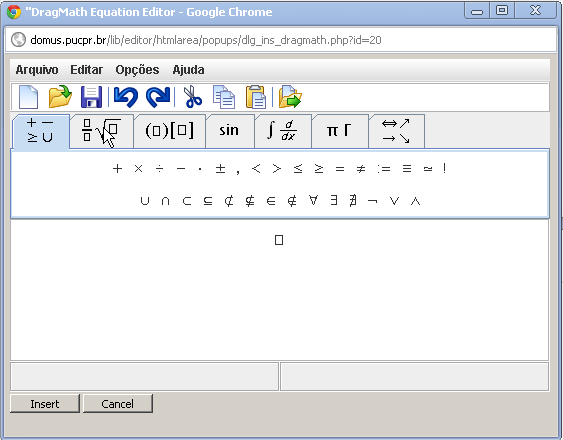 "DragMath Equation Editor - Google Chrome
domus.pucpr.br/lib/editor/htmlarea/popups/dlg_ins_dragmath.php?id=20
Arquivo Editar Opções Ajuda
+ − ≥ ∪ □/□ √□ (□)[□] sin ∫ d/dx π Γ ⇔ ↗ → ↘
+ × ÷ − · ± , < > ≤ ≥ = ≠ := ≡ ≃ !
∪ ∩ ⊂ ⊆ ⊄ ⊈ ∈ ∉ ∀ ∃ ∄ ¬ ∨ ∧
Insert Cancel